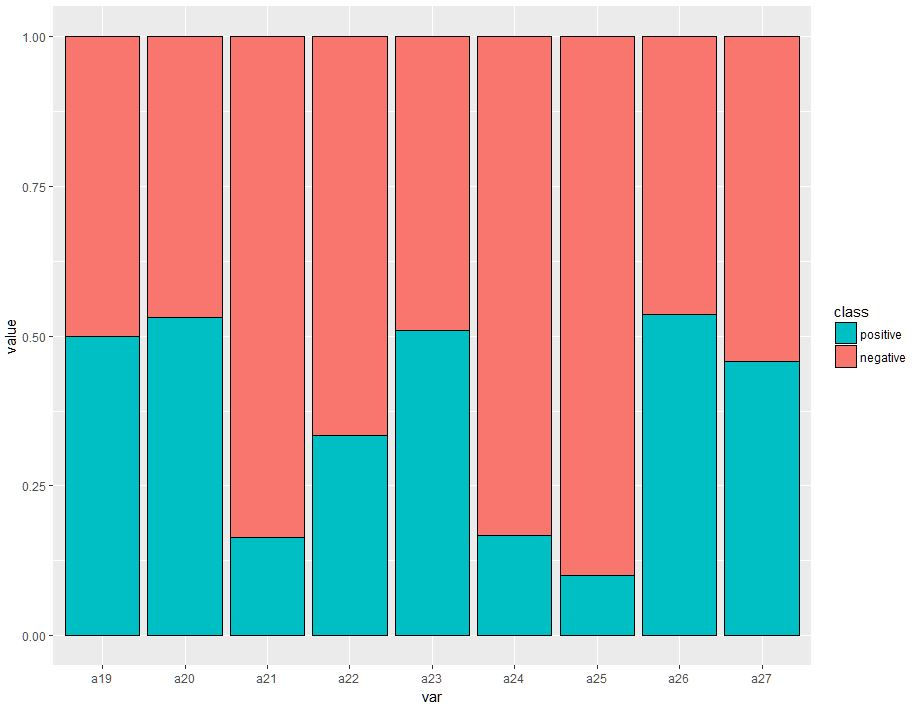 1.00
0.75
0.50
0.25
0.00
value
a19 a20 a21 a22 a23 a24 a25 a26 a27
var
class
positive
negative